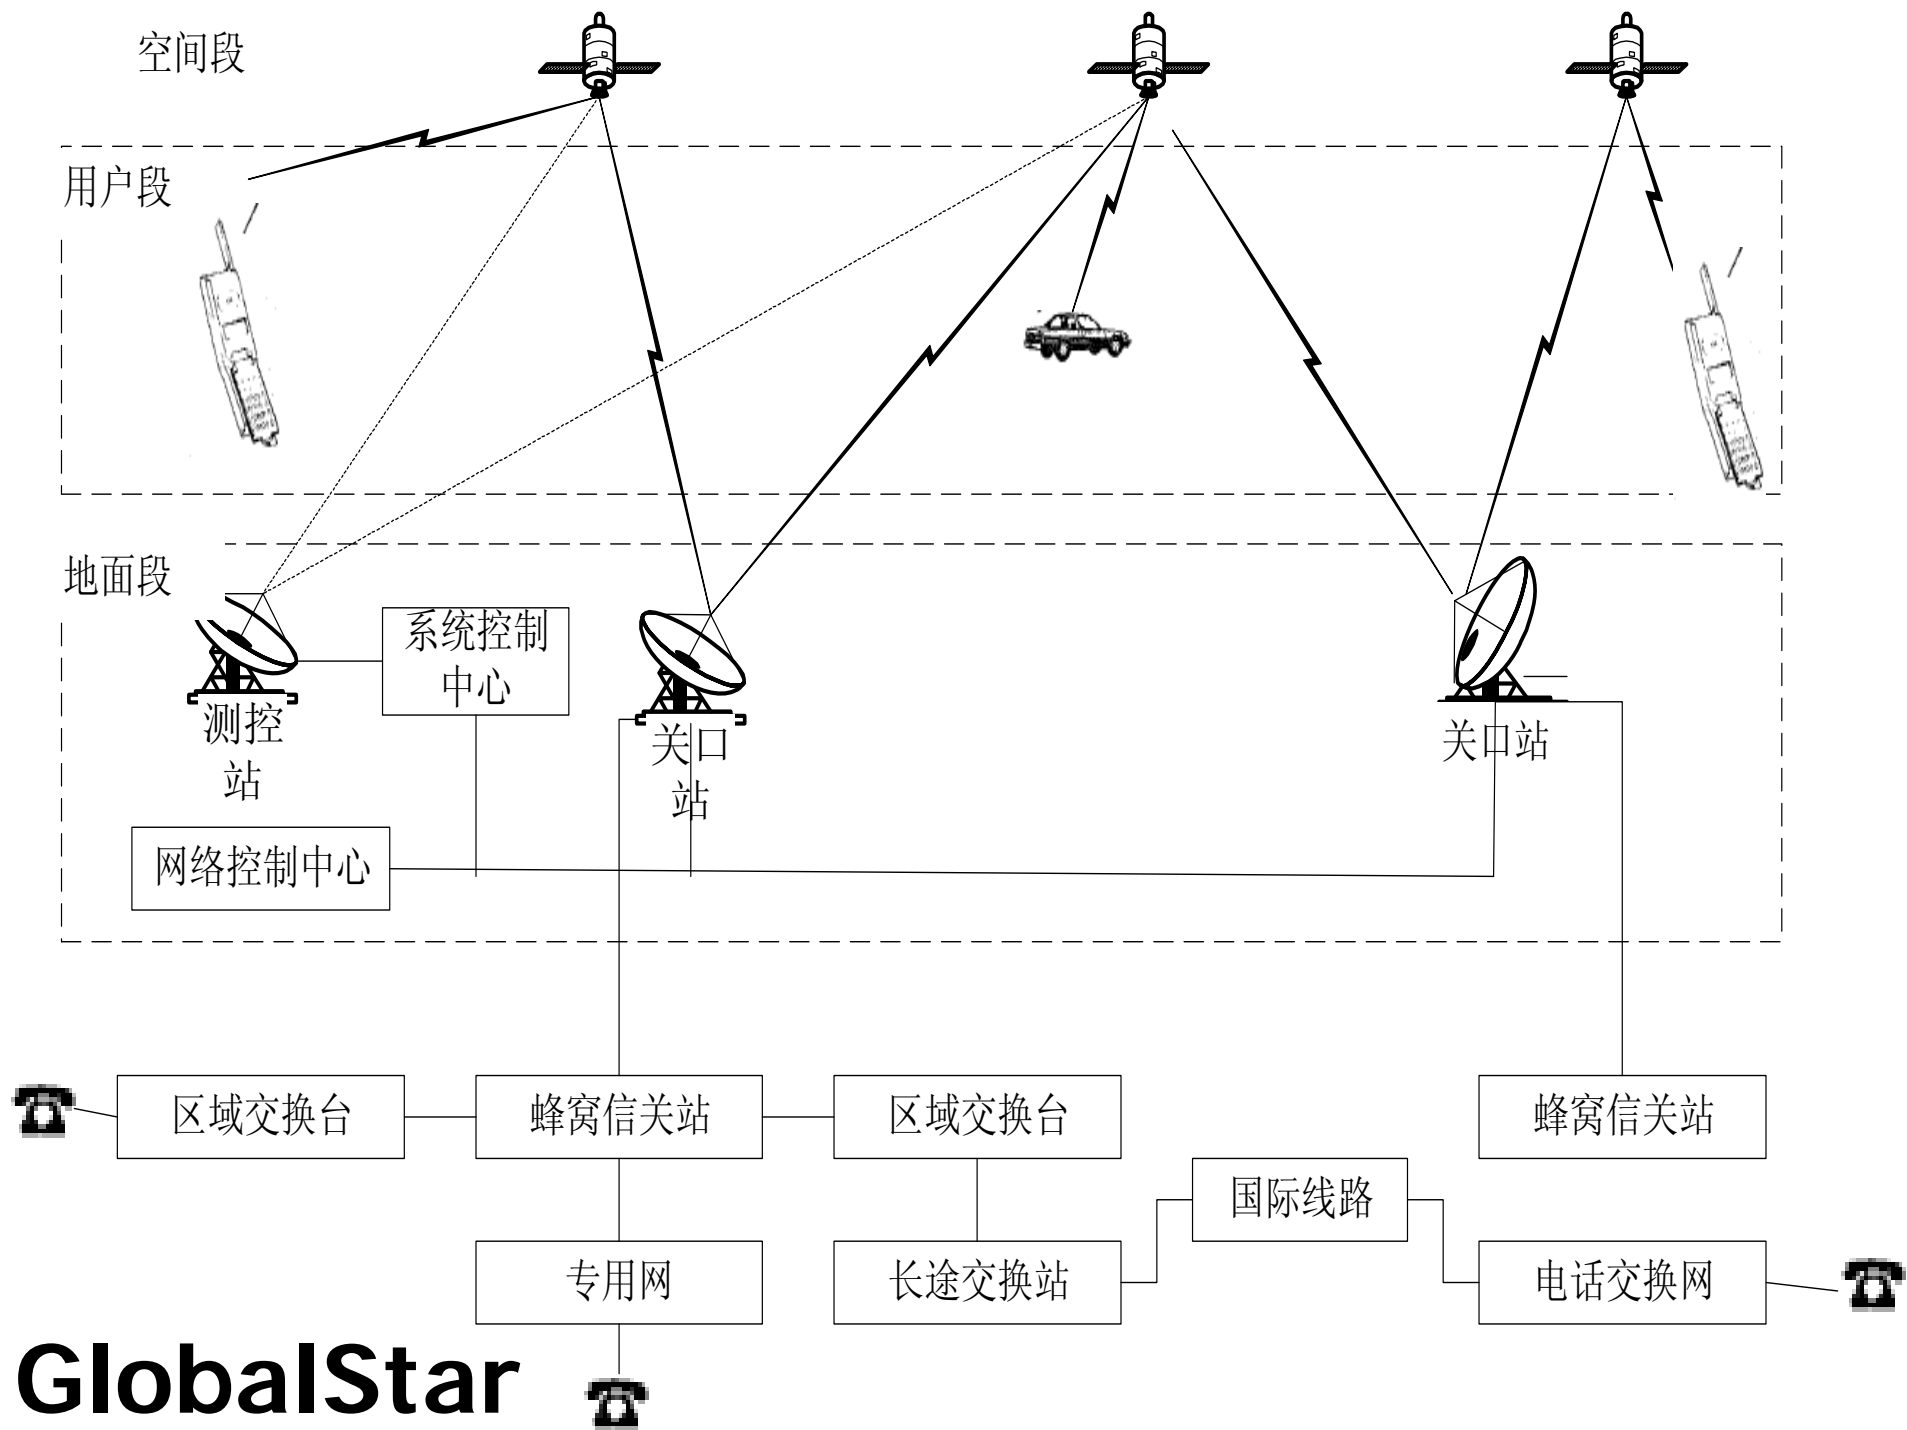 空间段
用户段
地面段
系统控制
中心
测控
站
关口
站
关口站
网络控制中心
区域交换台
蜂窝信关站
区域交换台
蜂窝信关站
国际线路
专用网
长途交换站
电话交换网
GlobalStar